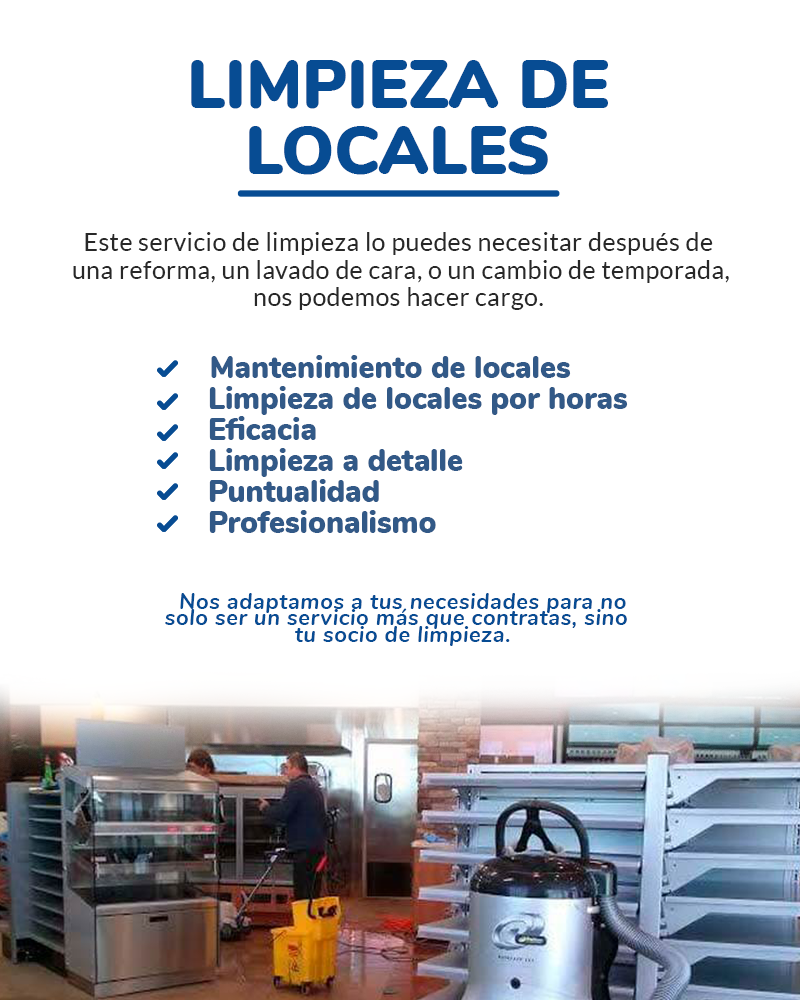 LIMPIEZA DE
LOCALES
Este servicio de limpieza lo puedes necesitar después de
una reforma, un lavado de cara, o un cambio de temporada,
nos podemos hacer cargo.
Mantenimiento de locales
Limpieza de locales por horas
Eficacia
Limpieza a detalle
Puntualidad
Profesionalismo
Nos adaptamos a tus necesidades para no
solo ser un servicio más que contratas, sino
tu socio de limpieza.